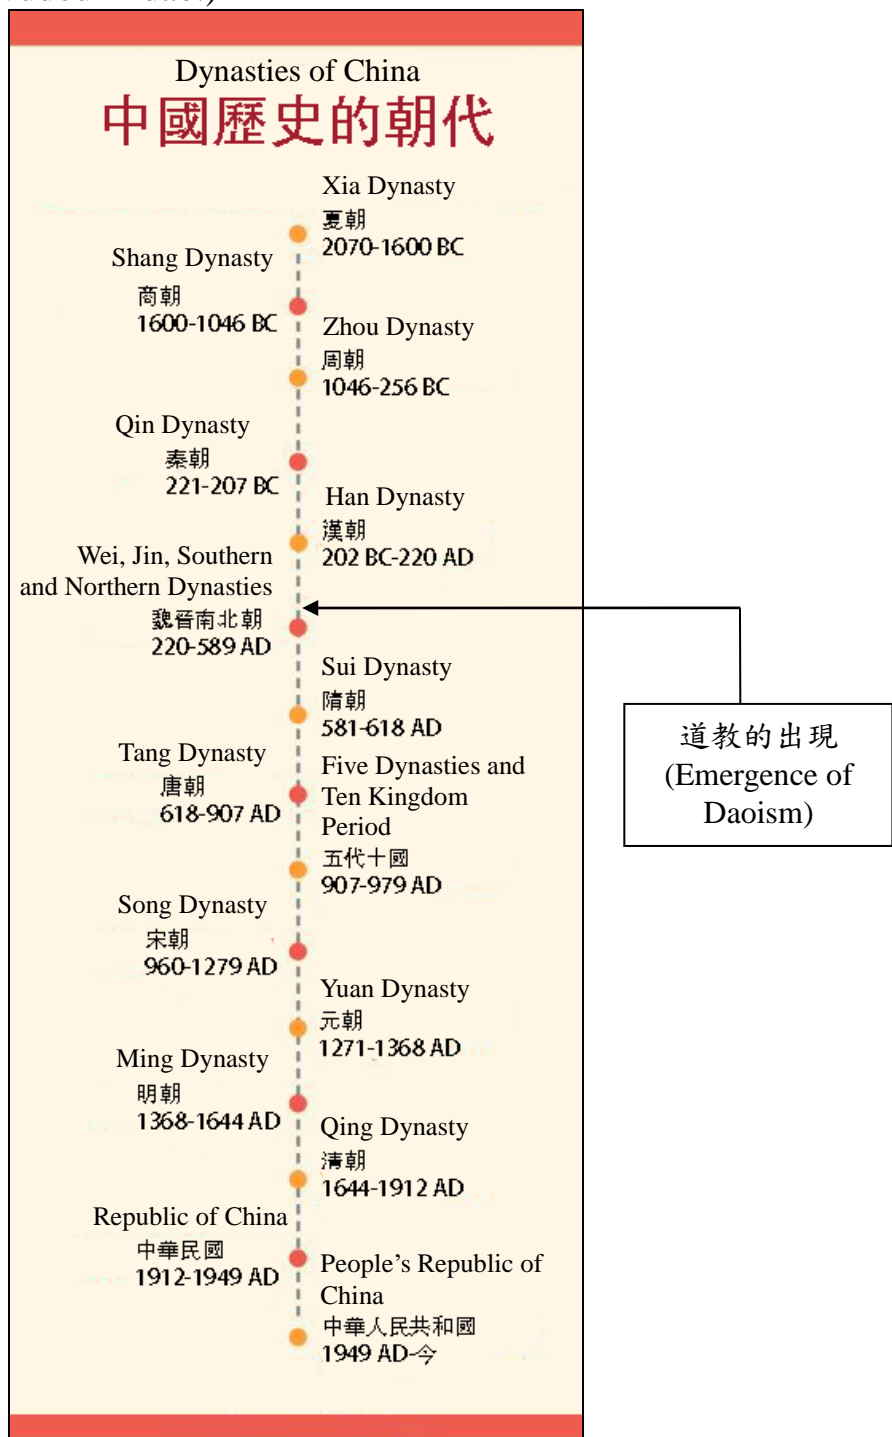 Dynasties of China
中國歷史的朝代
Xia Dynasty
夏朝
2070-1600 BC
Shang Dynasty
商朝
1600-1046 BC
Zhou Dynasty
周朝
1046-256 BC
Qin Dynasty
秦朝
221-207 BC
Han Dynasty
漢朝
202 BC-220 AD
Wei, Jin, Southern
and Northern Dynasties
魏晉南北朝
220-589 AD
Sui Dynasty
隋朝
581-618 AD
Tang Dynasty
唐朝
618-907 AD
Five Dynasties and
Ten Kingdom
Period
五代十國
907-979 AD
Song Dynasty
宋朝
960-1279 AD
Yuan Dynasty
元朝
1271-1368 AD
Ming Dynasty
明朝
1368-1644 AD
Qing Dynasty
清朝
1644-1912 AD
Republic of China
中華民國
1912-1949 AD
People's Republic of
China
中華人民共和國
1949 AD-今
道教的出現
(Emergence of
Daoism)